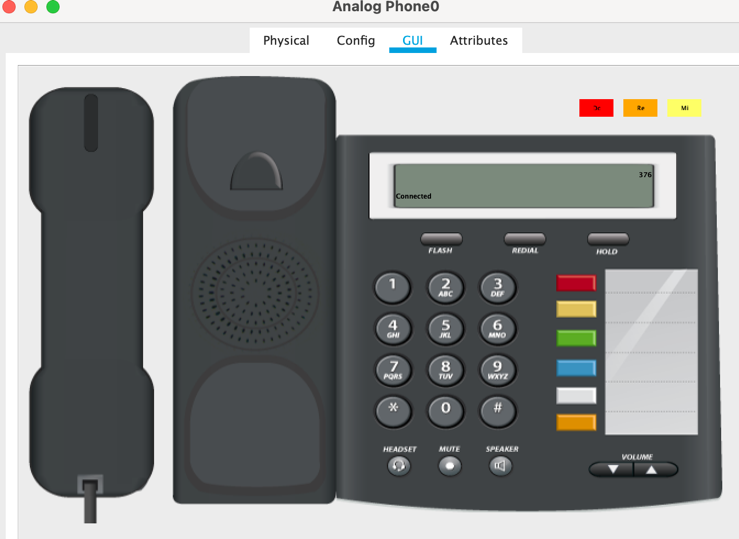 Analog Phone0
Physical Config GUI Attributes
Re Mi
376
Connected
FLASH REDIAL HOLD
1 2 3
ABC DEF
4 5 6
GHI JKL MNO
7 8 9
PQRS TUV WXYZ
* 0 #
HEADSET MUTE SPEAKER
VOLUME